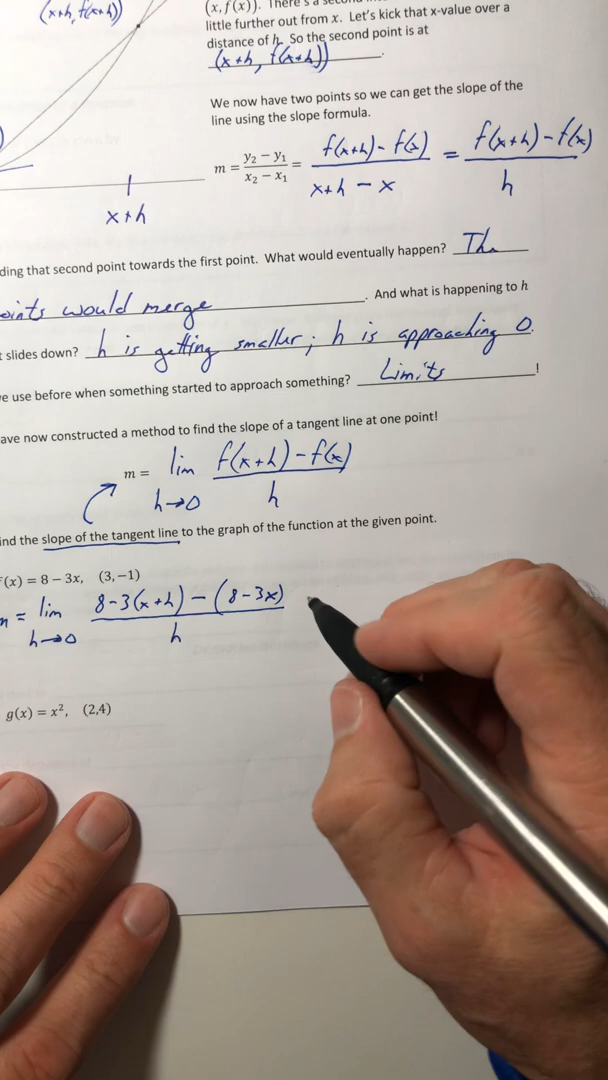 (x+h, f(x+h))
(x, f(x)). There's a second
little further out from x. Let's kick that x-value over a
distance of h. So the second point is at
(x+h, f(x+h)).
We now have two points so we can get the slope of the
line using the slope formula.
m = (y₂ − y₁)/(x₂ − x₁) = (f(x+h) − f(x))/(x+h − x) = (f(x+h) − f(x))/h
x+h
ding that second point towards the first point. What would eventually happen? Th
oints would merge. And what is happening to h
t slides down? h is getting smaller; h is approaching 0.
e use before when something started to approach something? Limits!
ave now constructed a method to find the slope of a tangent line at one point!
m = lim h→0 (f(x+h) − f(x))/h
ind the slope of the tangent line to the graph of the function at the given point.
f(x) = 8 − 3x, (3,−1)
m = lim h→0 (8−3(x+h) − (8−3x))/h
g(x) = x², (2,4)